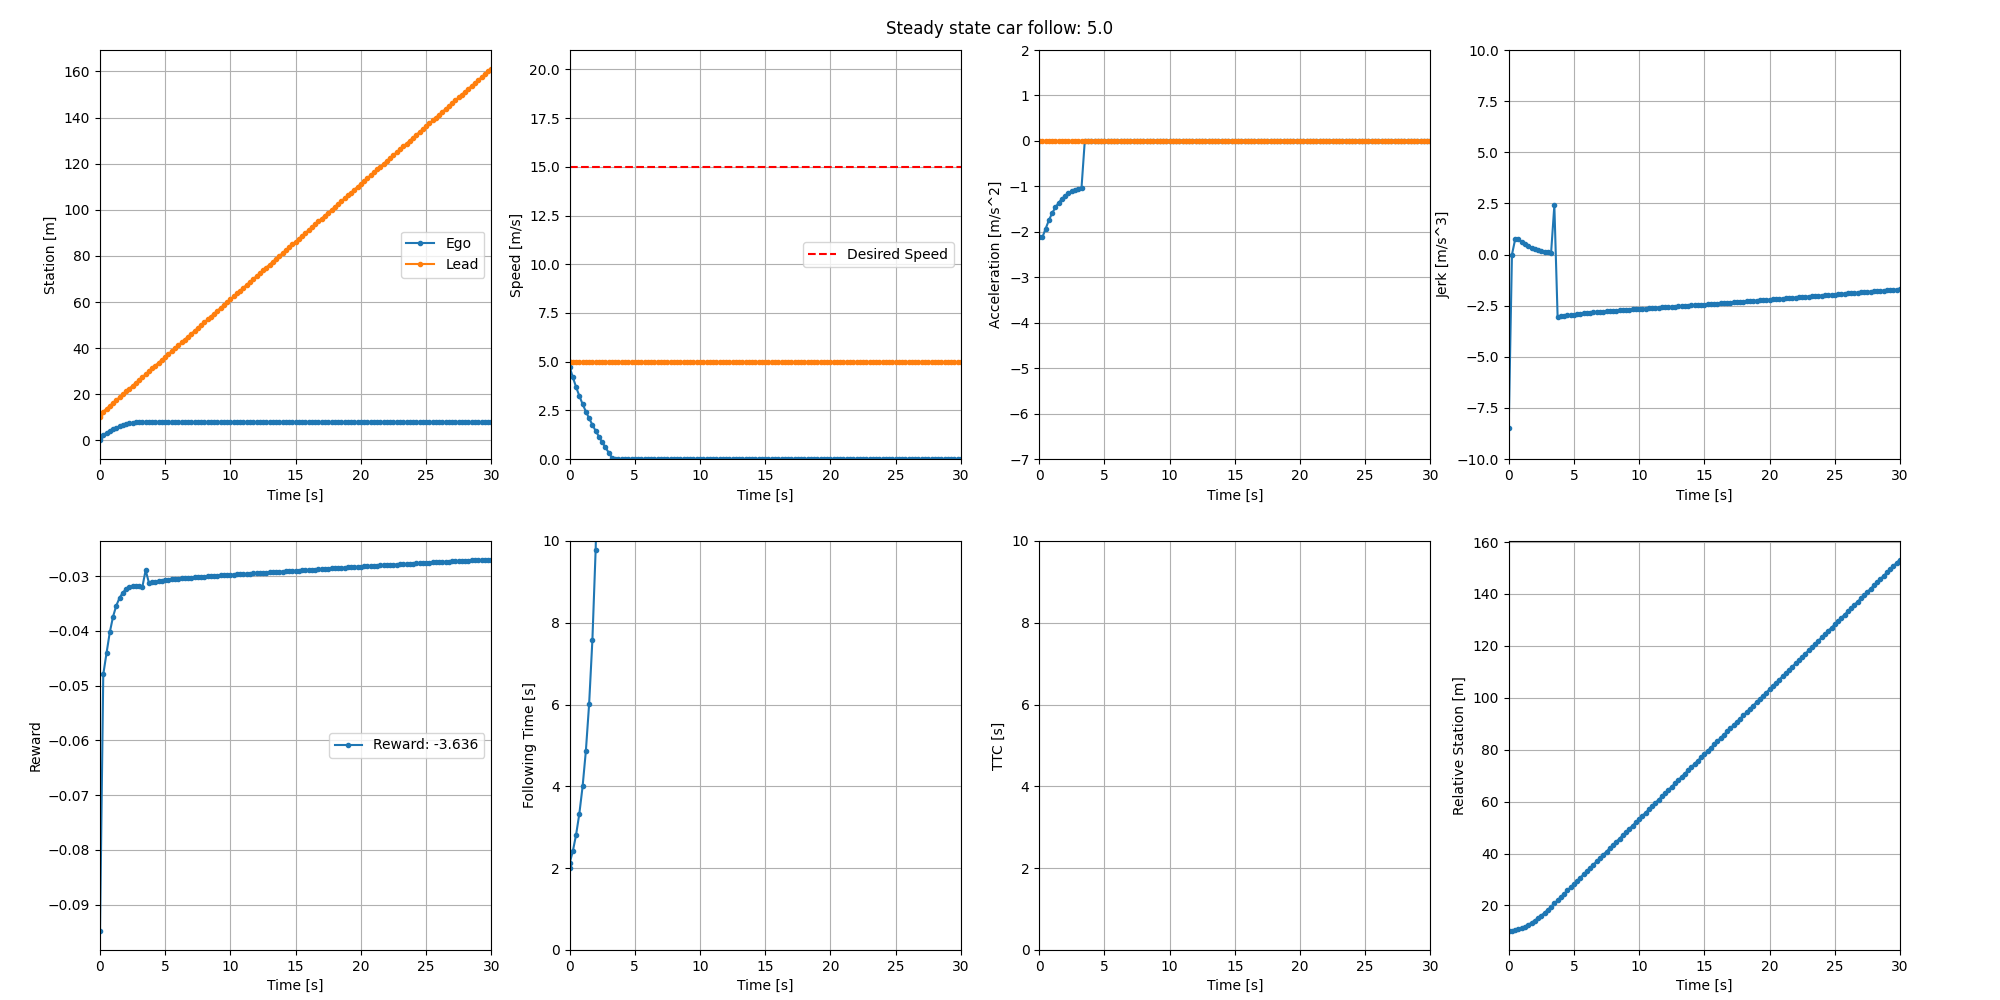 Steady state car follow: 5.0
Station [m]
160
140
120
100
80
60
40
20
0
Ego
Lead
0 5 10 15 20 25 30
Time [s]
Speed [m/s]
20.0
17.5
15.0
12.5
10.0
7.5
5.0
2.5
0.0
Desired Speed
0 5 10 15 20 25 30
Time [s]
Acceleration [m/s^2]
2
1
0
−1
−2
−3
−4
−5
−6
−7
0 5 10 15 20 25 30
Time [s]
Jerk [m/s^3]
10.0
7.5
5.0
2.5
0.0
−2.5
−5.0
−7.5
−10.0
0 5 10 15 20 25 30
Time [s]
Reward
−0.03
−0.04
−0.05
−0.06
−0.07
−0.08
−0.09
Reward: -3.636
0 5 10 15 20 25 30
Time [s]
Following Time [s]
10
8
6
4
2
0
0 5 10 15 20 25 30
Time [s]
TTC [s]
10
8
6
4
2
0
0 5 10 15 20 25 30
Time [s]
Relative Station [m]
160
140
120
100
80
60
40
20
0 5 10 15 20 25 30
Time [s]